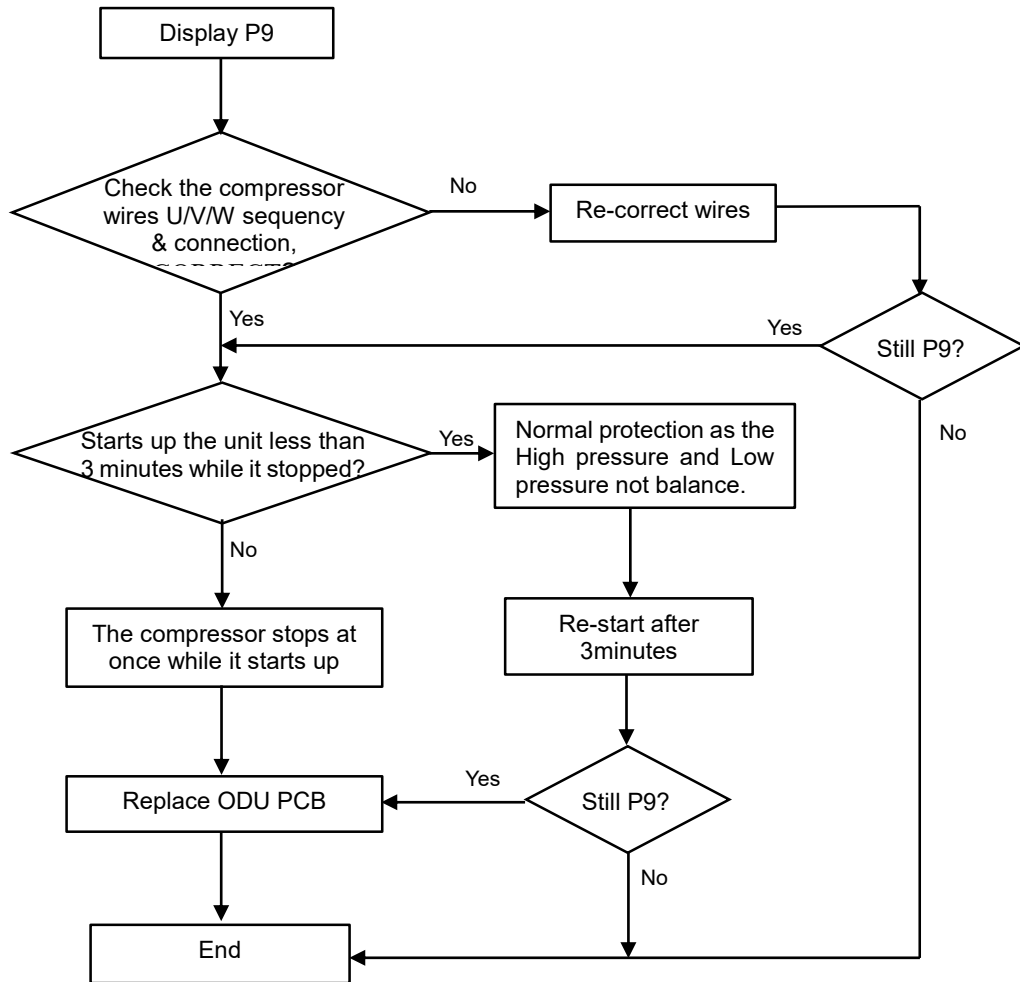 Display P9
Check the compressor
wires U/V/W sequency
& connection,
No
Re-correct wires
Yes
Yes
Still P9?
No
Starts up the unit less than
3 minutes while it stopped?
Yes
Normal protection as the
High pressure and Low
pressure not balance.
No
The compressor stops at
once while it starts up
Re-start after
3minutes
Replace ODU PCB
Yes
Still P9?
No
End